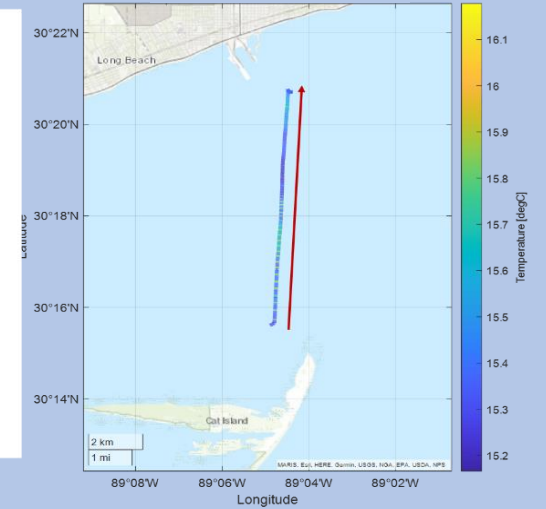 30°22'N
Long Beach
30°20'N
30°18'N
30°16'N
30°14'N
Cat Island
2 km
1 mi
MARIS, Esri, HERE, Garmin, USGS, NGA, EPA, USDA, NPS
89°08'W
89°06'W
89°04'W
89°02'W
Longitude
Latitude
16.1
16
15.9
15.8
15.7
15.6
15.5
15.4
15.3
15.2
Temperature [degC]